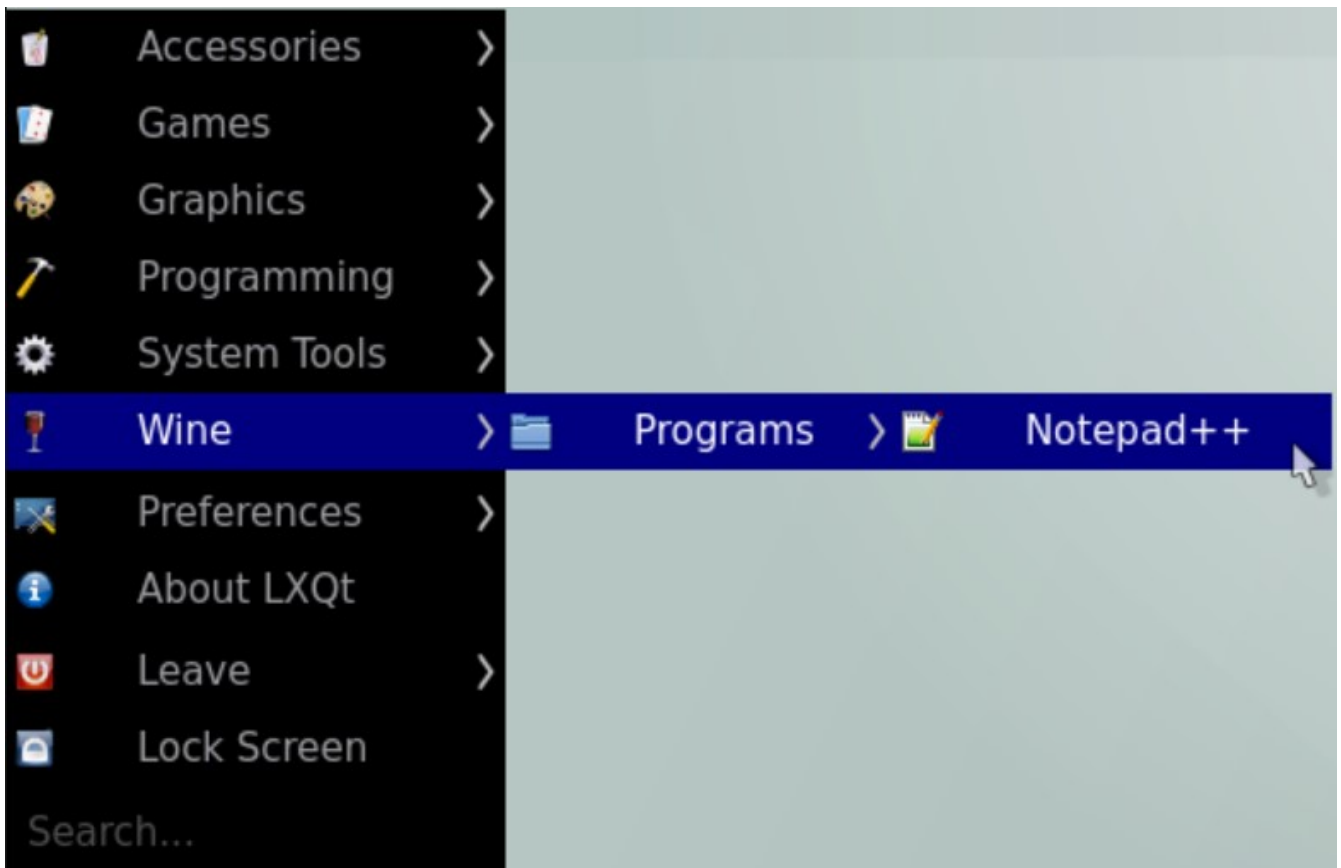 Accessories
Games
Graphics
Programming
System Tools
Wine Programs Notepad++
Preferences
About LXQt
Leave
Lock Screen
Search...